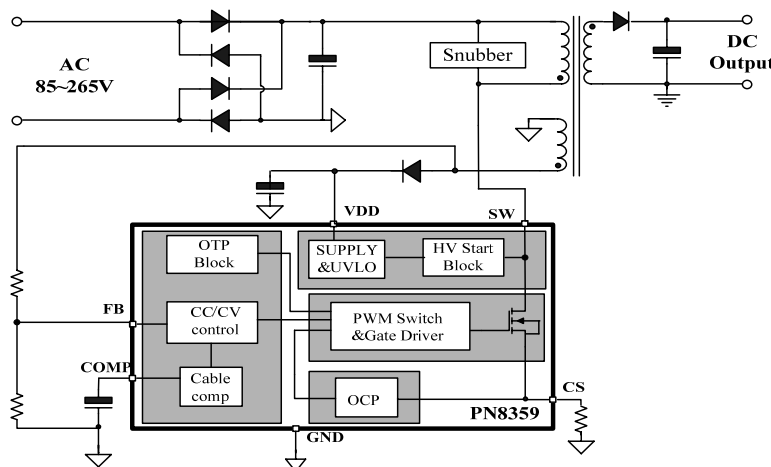 AC
85~265V
Snubber
DC
Output
VDD
SW
OTP
Block
SUPPLY
&UVLO
HV Start
Block
FB
CC/CV
control
PWM Switch
&Gate Driver
COMP
Cable
comp
OCP
CS
PN8359
GND